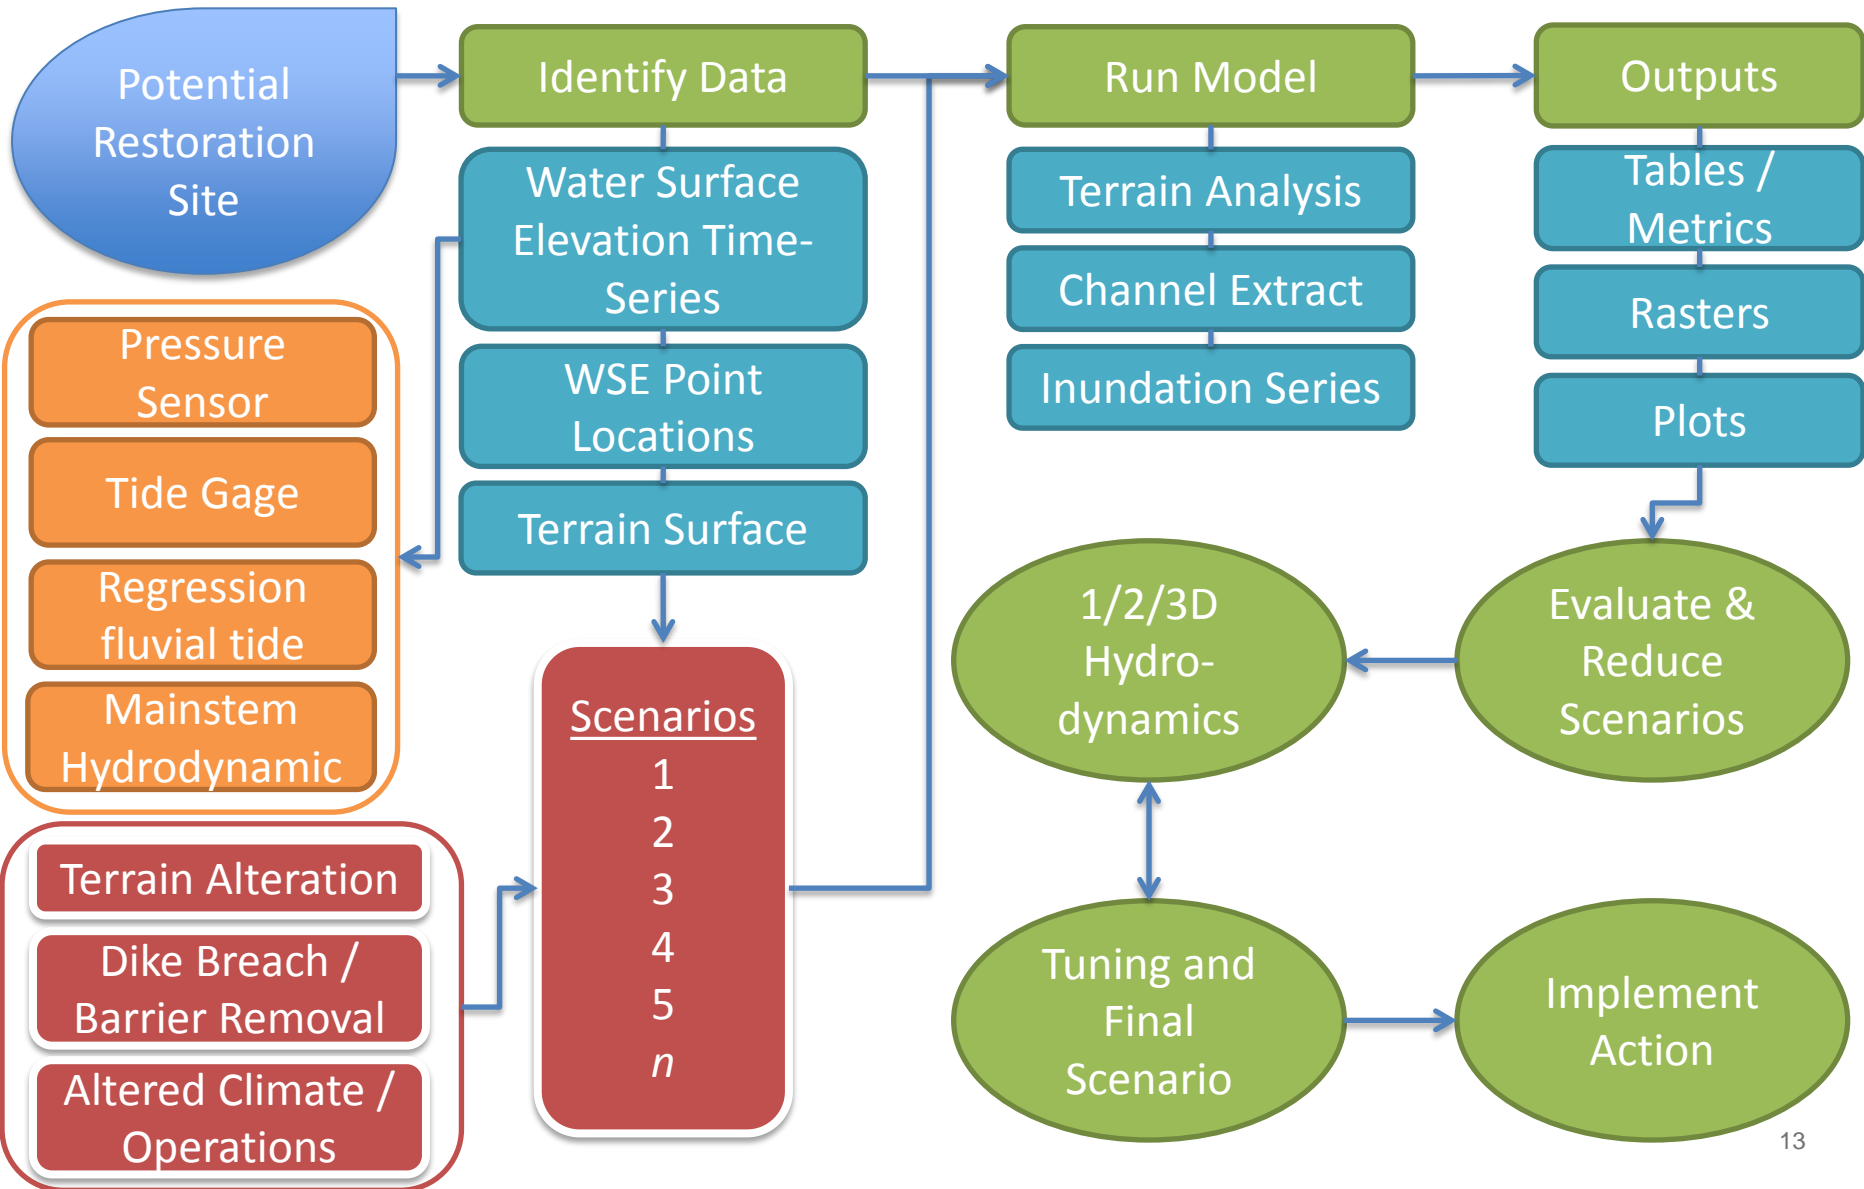 Potential
Restoration
Site
Identify Data
Water Surface
Elevation Time-
Series
WSE Point
Locations
Terrain Surface
Pressure
Sensor
Tide Gage
Regression
fluvial tide
Mainstem
Hydrodynamic
Terrain Alteration
Dike Breach /
Barrier Removal
Altered Climate /
Operations
Scenarios
1
2
3
4
5
n
Run Model
Terrain Analysis
Channel Extract
Inundation Series
Outputs
Tables /
Metrics
Rasters
Plots
Evaluate &
Reduce
Scenarios
1/2/3D
Hydro-
dynamics
Tuning and
Final
Scenario
Implement
Action
13